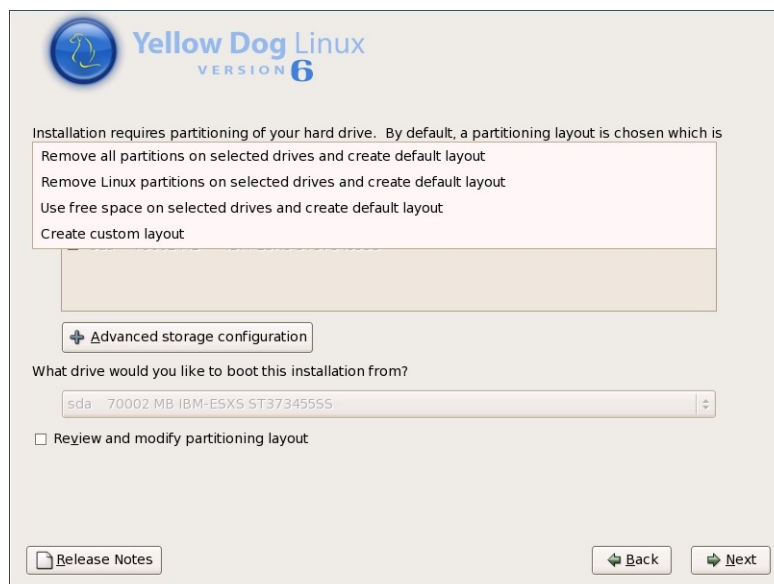 Yellow Dog Linux
VERSION 6
Installation requires partitioning of your hard drive. By default, a partitioning layout is chosen which is
Remove all partitions on selected drives and create default layout
Remove Linux partitions on selected drives and create default layout
Use free space on selected drives and create default layout
Create custom layout
Advanced storage configuration
What drive would you like to boot this installation from?
sda 70002 MB IBM-ESXS ST373455SS
Review and modify partitioning layout
Release Notes
Back
Next